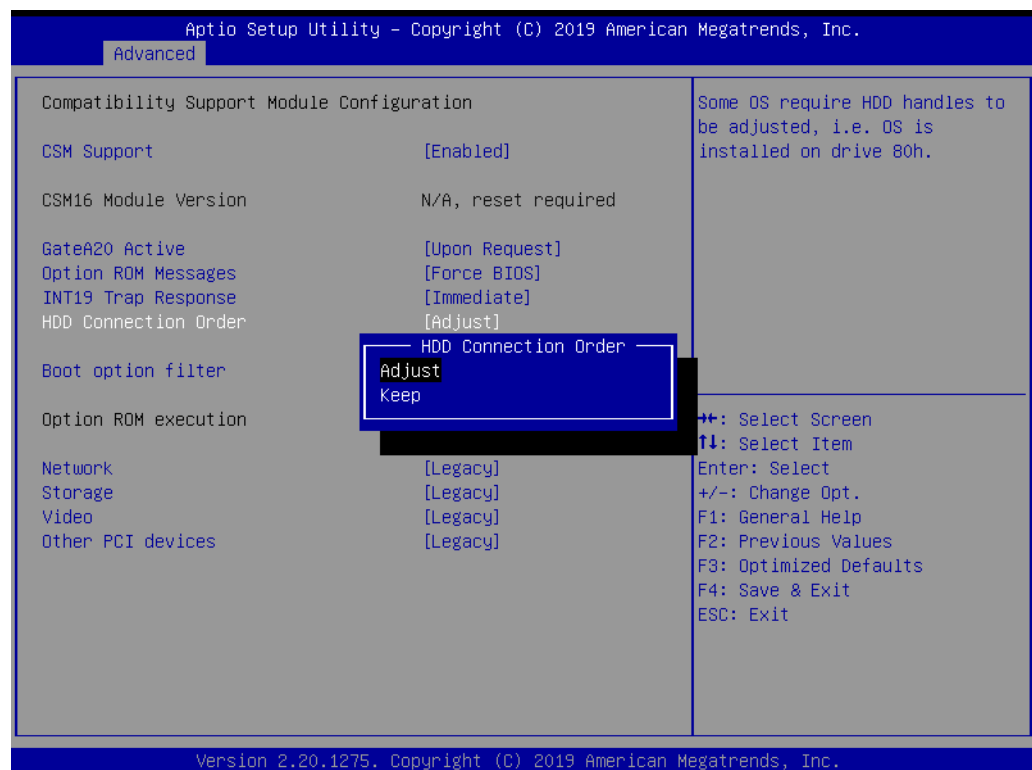 Aptio Setup Utility – Copyright (C) 2019 American Megatrends, Inc.
Advanced
Compatibility Support Module Configuration
CSM Support [Enabled]
CSM16 Module Version N/A, reset required
GateA20 Active [Upon Request]
Option ROM Messages [Force BIOS]
INT19 Trap Response [Immediate]
HDD Connection Order [Adjust]
Boot option filter
Option ROM execution
Network [Legacy]
Storage [Legacy]
Video [Legacy]
Other PCI devices [Legacy]
HDD Connection Order
Adjust
Keep
Some OS require HDD handles to
be adjusted, i.e. OS is
installed on drive 80h.
→←: Select Screen
↑↓: Select Item
Enter: Select
+/-: Change Opt.
F1: General Help
F2: Previous Values
F3: Optimized Defaults
F4: Save & Exit
ESC: Exit
Version 2.20.1275. Copyright (C) 2019 American Megatrends, Inc.